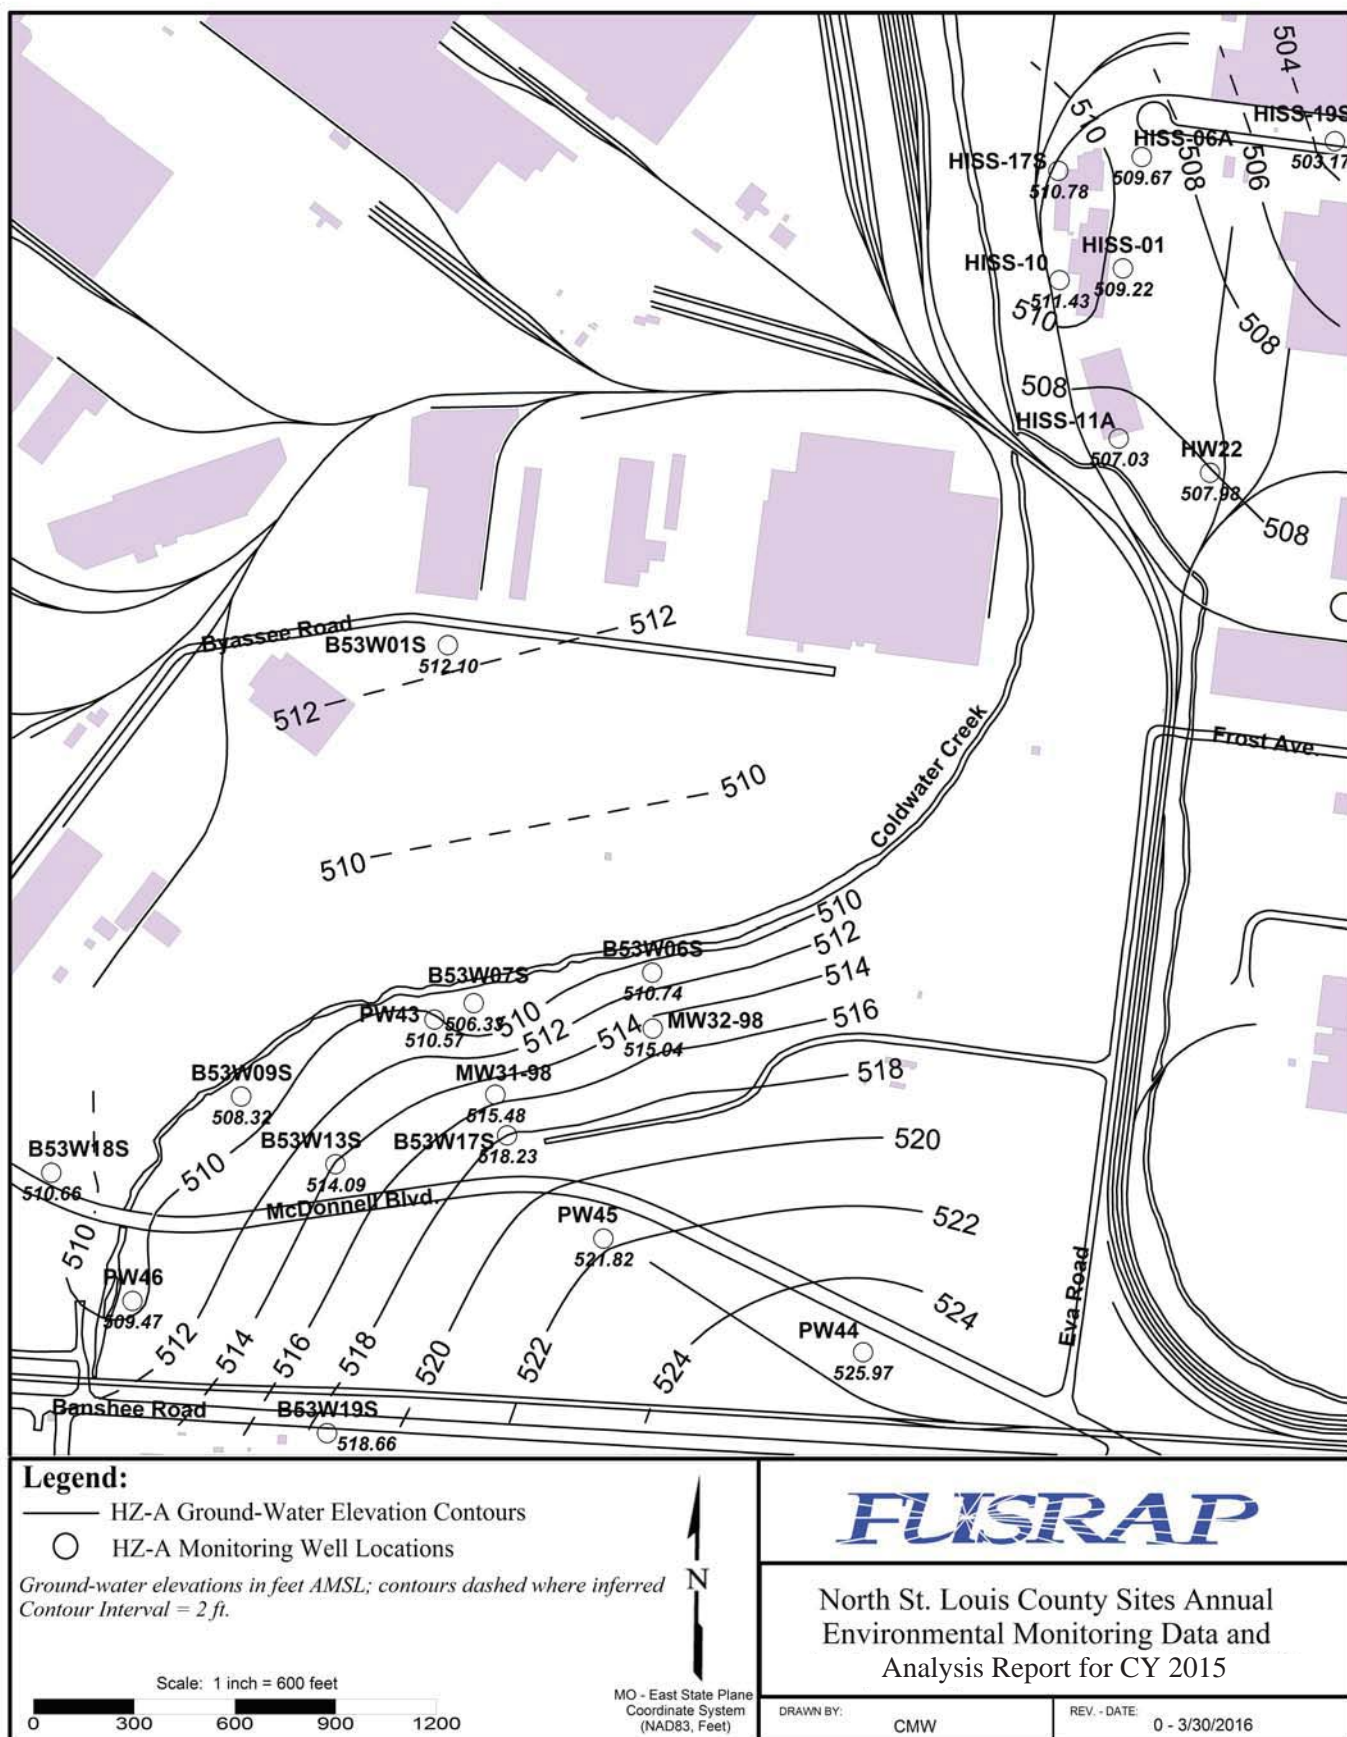 504
HISS-19S
503.17
510
HISS-06A
509.67
508
506
HISS-17S
510.78
HISS-01
509.22
HISS-10
511.43
510
508
508
HISS-11A
507.03
HW22
507.98
508
Byassee Road
B53W01S
512.10
512
512
510
510
Coldwater Creek
Frost Ave.
510
512
514
516
518
520
522
524
B53W06S
510.74
B53W07S
506.33
PW43
510.57
510
512
514
MW32-98
515.04
B53W09S
508.32
MW31-98
515.48
B53W17S
518.23
B53W13S
514.09
B53W18S
510.66
510
McDonnell Blvd.
PW45
521.82
510
PW46
509.47
PW44
525.97
Eva Road
512
514
516
518
520
522
524
Banshee Road
B53W19S
518.66
Legend:
HZ-A Ground-Water Elevation Contours
HZ-A Monitoring Well Locations
Ground-water elevations in feet AMSL; contours dashed where inferred
Contour Interval = 2 ft.
Scale: 1 inch = 600 feet
0 300 600 900 1200
N
MO - East State Plane
Coordinate System
(NAD83, Feet)
FUSRAP
North St. Louis County Sites Annual
Environmental Monitoring Data and
Analysis Report for CY 2015
DRAWN BY:
CMW
REV. - DATE:
0 - 3/30/2016